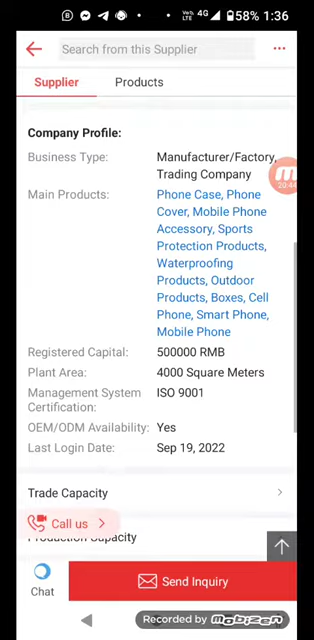 58% 1:36
Search from this Supplier
Supplier Products
Company Profile:
Business Type: Manufacturer/Factory,
Trading Company
Main Products: Phone Case, Phone
Cover, Mobile Phone
Accessory, Sports
Protection Products,
Waterproofing
Products, Outdoor
Products, Boxes, Cell
Phone, Smart Phone,
Mobile Phone
20:44
Registered Capital: 500000 RMB
Plant Area: 4000 Square Meters
Management System ISO 9001
Certification:
OEM/ODM Availability: Yes
Last Login Date: Sep 19, 2022
Trade Capacity
Call us
Production Capacity
Chat
Send Inquiry
Recorded by mobizen